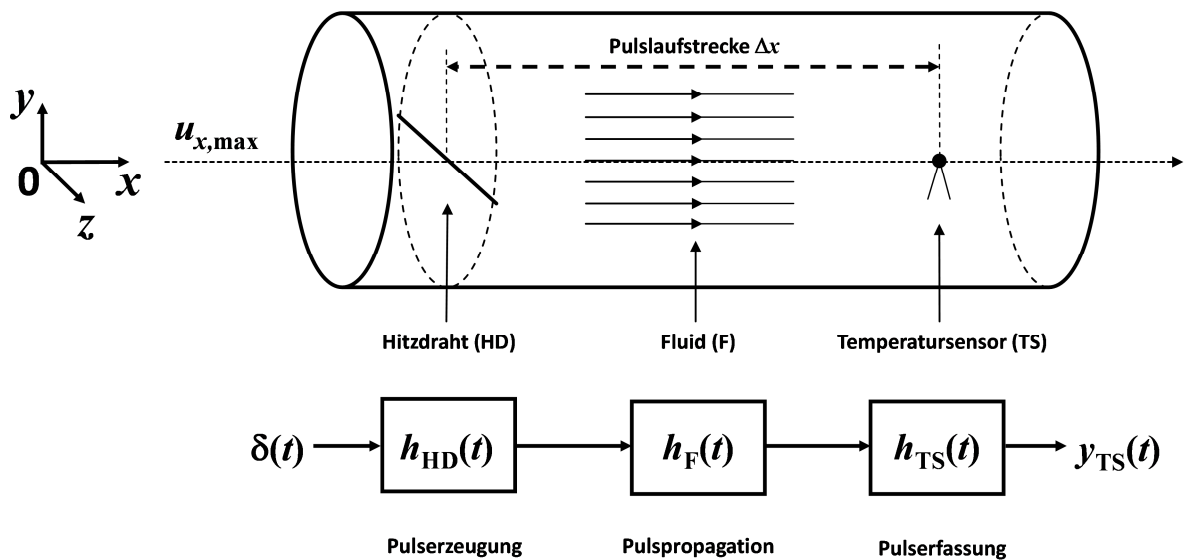 Pulslaufstrecke Δx
y
u_x,max
0
x
z
Hitzdraht (HD)
Fluid (F)
Temperatursensor (TS)
δ(t)
h_HD(t)
h_F(t)
h_TS(t)
y_TS(t)
Pulserzeugung
Pulspropagation
Pulserfassung